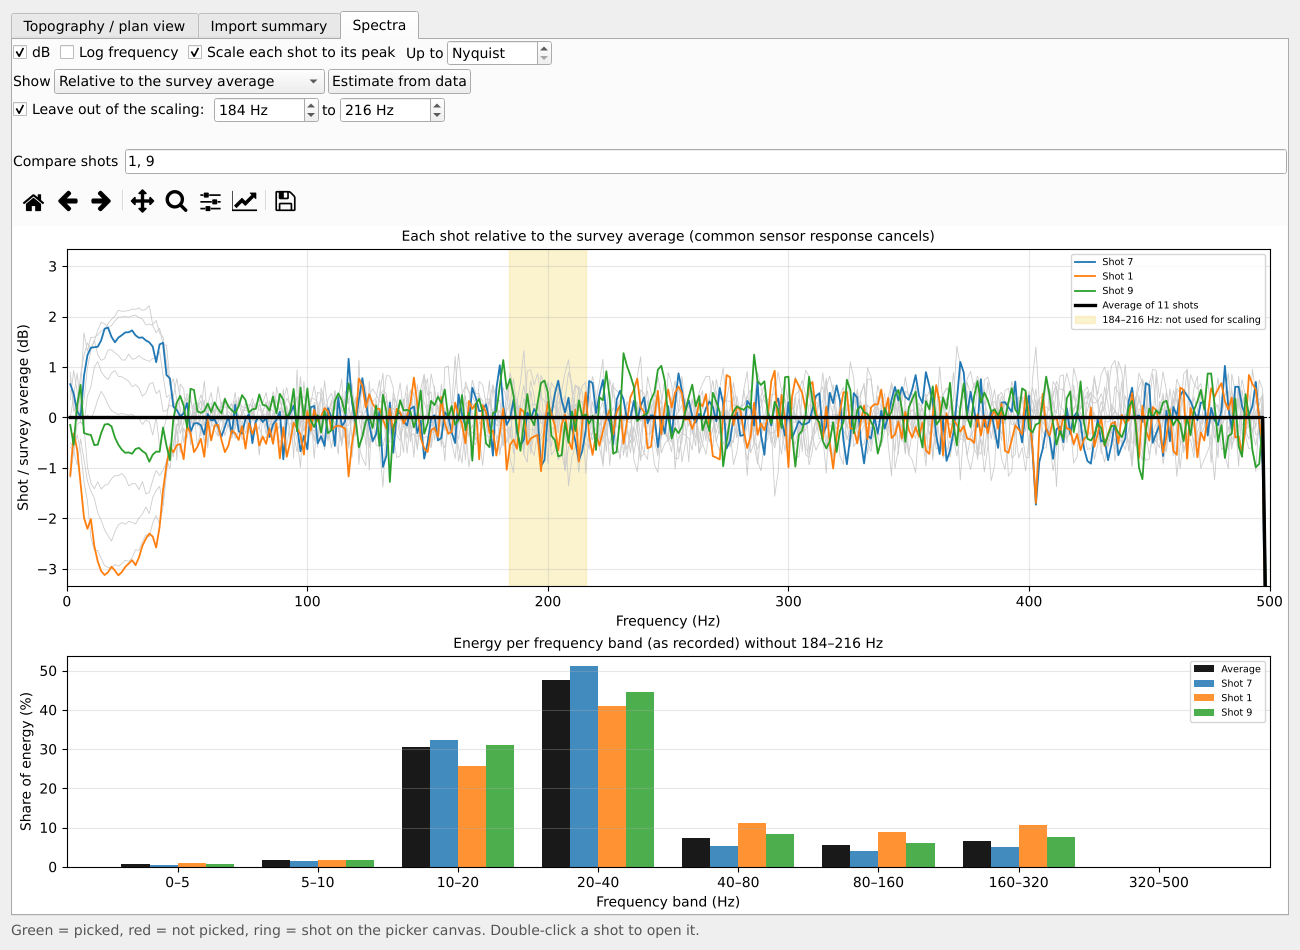 Topography / plan view Import summary Spectra
dB Log frequency Scale each shot to its peak Up to Nyquist
Show Relative to the survey average Estimate from data
Leave out of the scaling: 184 Hz to 216 Hz
Compare shots 1, 9
Each shot relative to the survey average (common sensor response cancels)
Shot / survey average (dB)
3
2
1
0
−1
−2
−3
Shot 7
Shot 1
Shot 9
Average of 11 shots
184–216 Hz: not used for scaling
0 100 200 300 400 500
Frequency (Hz)
Energy per frequency band (as recorded) without 184–216 Hz
Share of energy (%)
50
40
30
20
10
0
Average
Shot 7
Shot 1
Shot 9
0–5 5–10 10–20 20–40 40–80 80–160 160–320 320–500
Frequency band (Hz)
Green = picked, red = not picked, ring = shot on the picker canvas. Double-click a shot to open it.